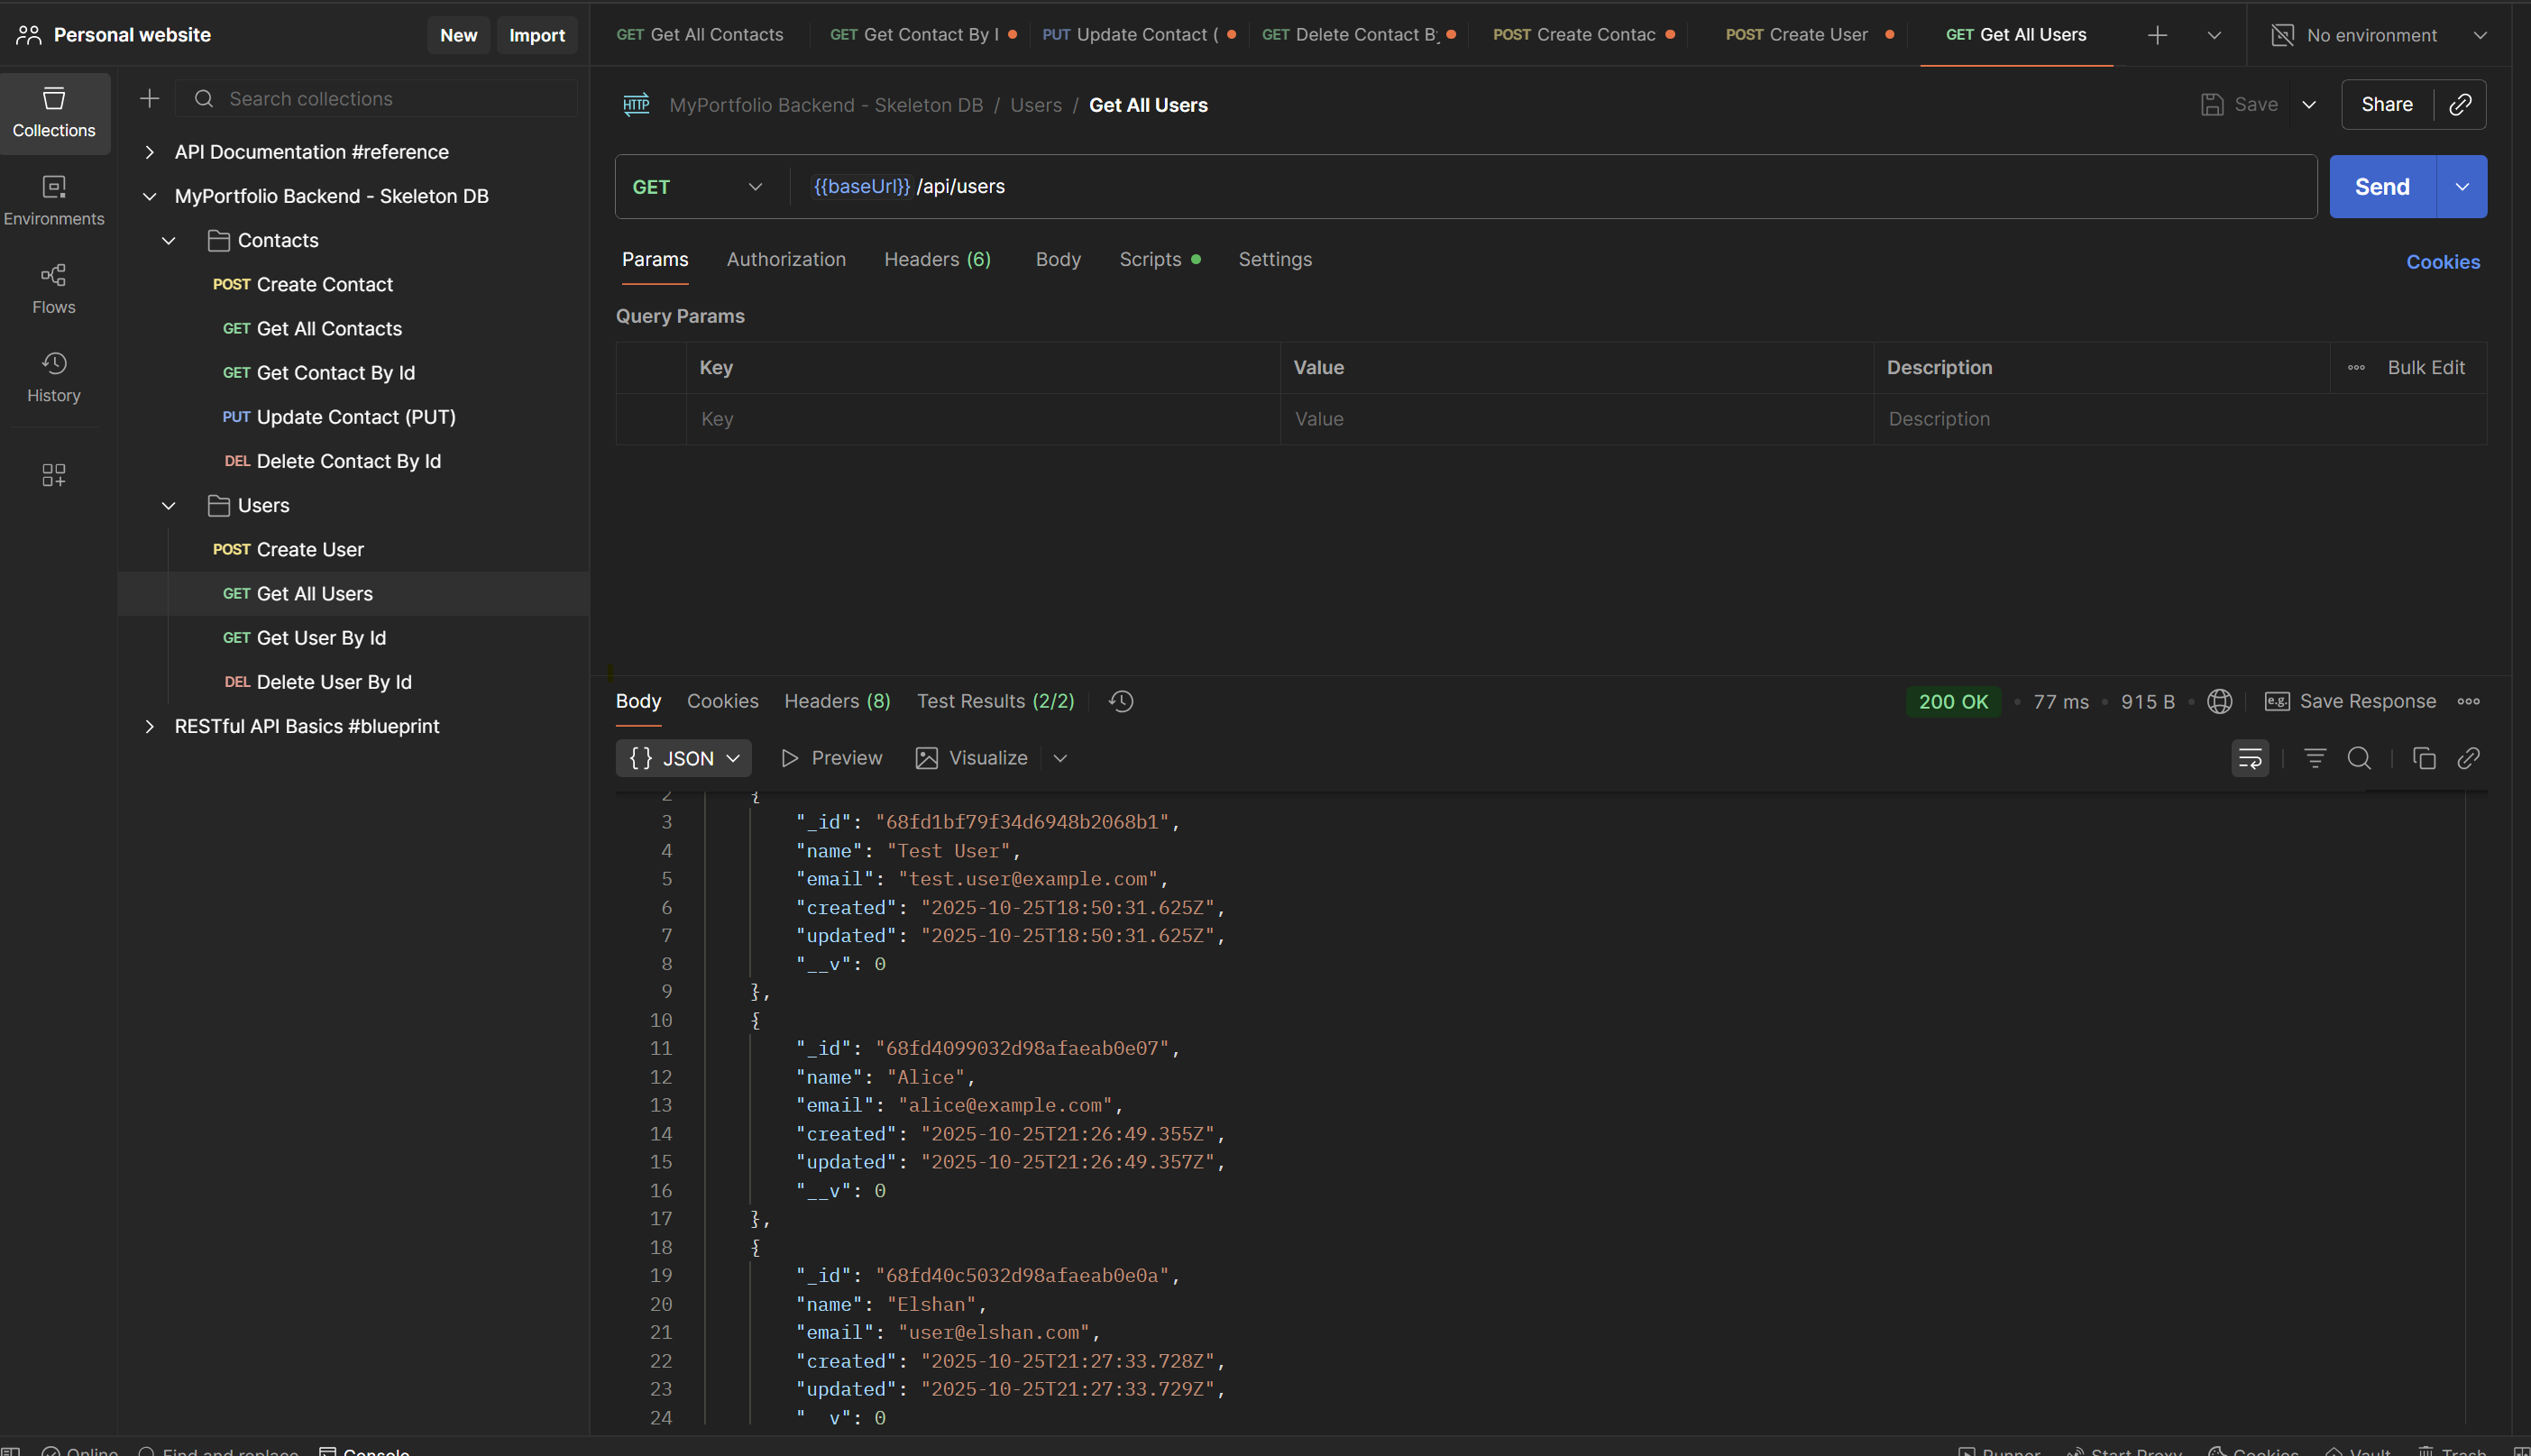 Personal website
New
Import
GET Get All Contacts
GET Get Contact By I
PUT Update Contact (
GET Delete Contact B
POST Create Contac
POST Create User
GET Get All Users
No environment
Collections
Environments
Flows
History
Search collections
API Documentation #reference
MyPortfolio Backend - Skeleton DB
Contacts
POST Create Contact
GET Get All Contacts
GET Get Contact By Id
PUT Update Contact (PUT)
DEL Delete Contact By Id
Users
POST Create User
GET Get All Users
GET Get User By Id
DEL Delete User By Id
RESTful API Basics #blueprint
HTTP MyPortfolio Backend - Skeleton DB / Users / Get All Users
Save
Share
GET
{{baseUrl}} /api/users
Send
Params Authorization Headers (6) Body Scripts Settings
Cookies
Query Params
Key Value Description Bulk Edit
Key Value Description
Body Cookies Headers (8) Test Results (2/2)
200 OK • 77 ms • 915 B
e.g. Save Response
{} JSON Preview Visualize
2 {
3 "_id": "68fd1bf79f34d6948b2068b1",
4 "name": "Test User",
5 "email": "test.user@example.com",
6 "created": "2025-10-25T18:50:31.625Z",
7 "updated": "2025-10-25T18:50:31.625Z",
8 "__v": 0
9 },
10 {
11 "_id": "68fd4099032d98afaeab0e07",
12 "name": "Alice",
13 "email": "alice@example.com",
14 "created": "2025-10-25T21:26:49.355Z",
15 "updated": "2025-10-25T21:26:49.357Z",
16 "__v": 0
17 },
18 {
19 "_id": "68fd40c5032d98afaeab0e0a",
20 "name": "Elshan",
21 "email": "user@elshan.com",
22 "created": "2025-10-25T21:27:33.728Z",
23 "updated": "2025-10-25T21:27:33.729Z",
24 "__v": 0
Online Find and replace Console
Runner Start Proxy Cookies Vault Trash